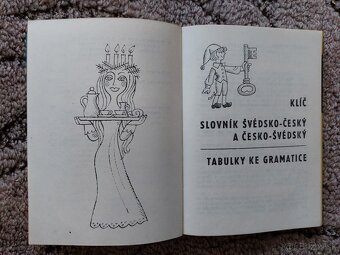 KLÍČ
SLOVNÍK ŠVÉDSKO-ČESKÝ
A ČESKO-ŠVÉDSKÝ
TABULKY KE GRAMATICE